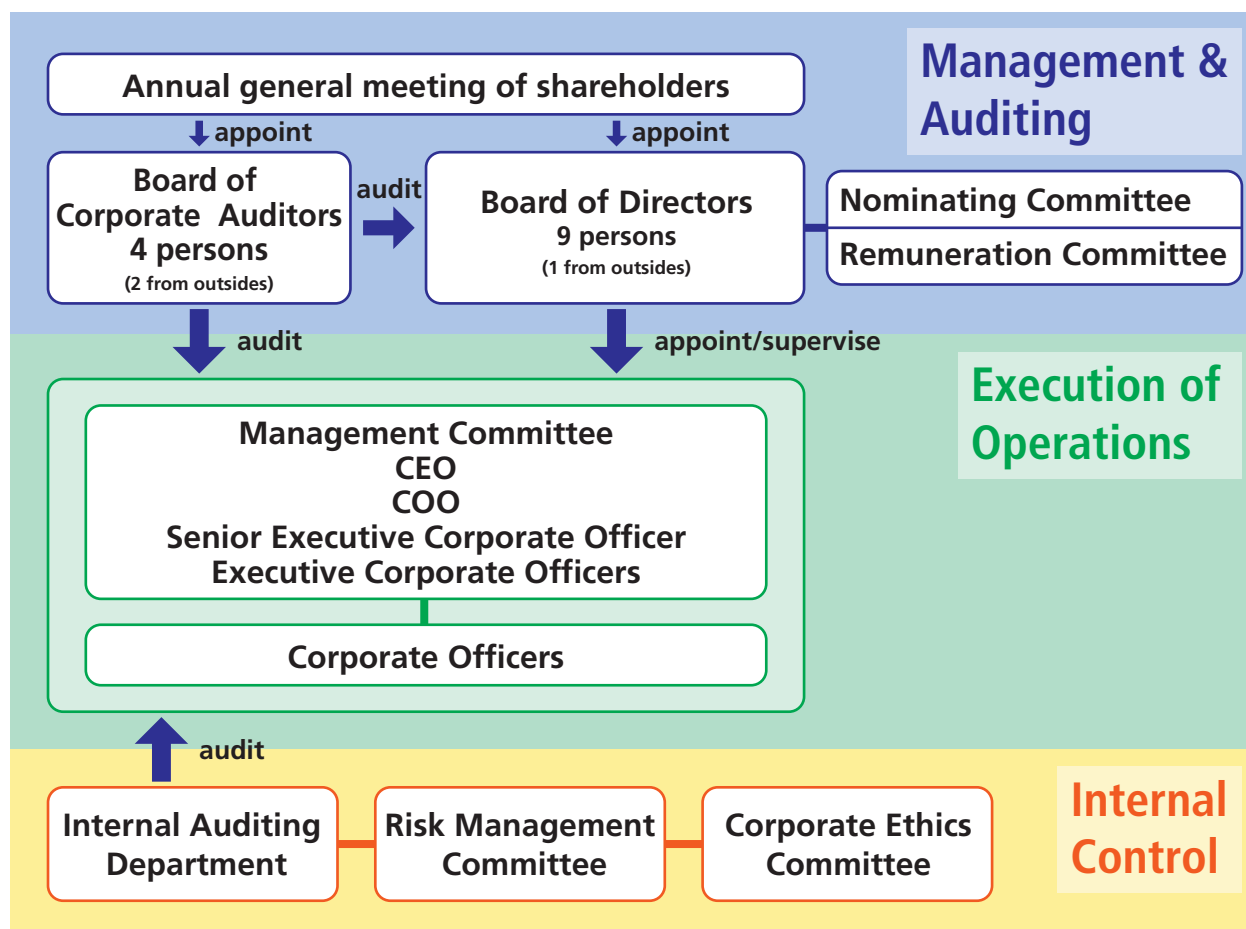 Management &
Auditing
Annual general meeting of shareholders
appoint
appoint
Board of
Corporate Auditors
4 persons
(2 from outsides)
audit
Board of Directors
9 persons
(1 from outsides)
Nominating Committee
Remuneration Committee
audit
appoint/supervise
Execution of
Operations
Management Committee
CEO
COO
Senior Executive Corporate Officer
Executive Corporate Officers
Corporate Officers
audit
Internal
Control
Internal Auditing
Department
Risk Management
Committee
Corporate Ethics
Committee